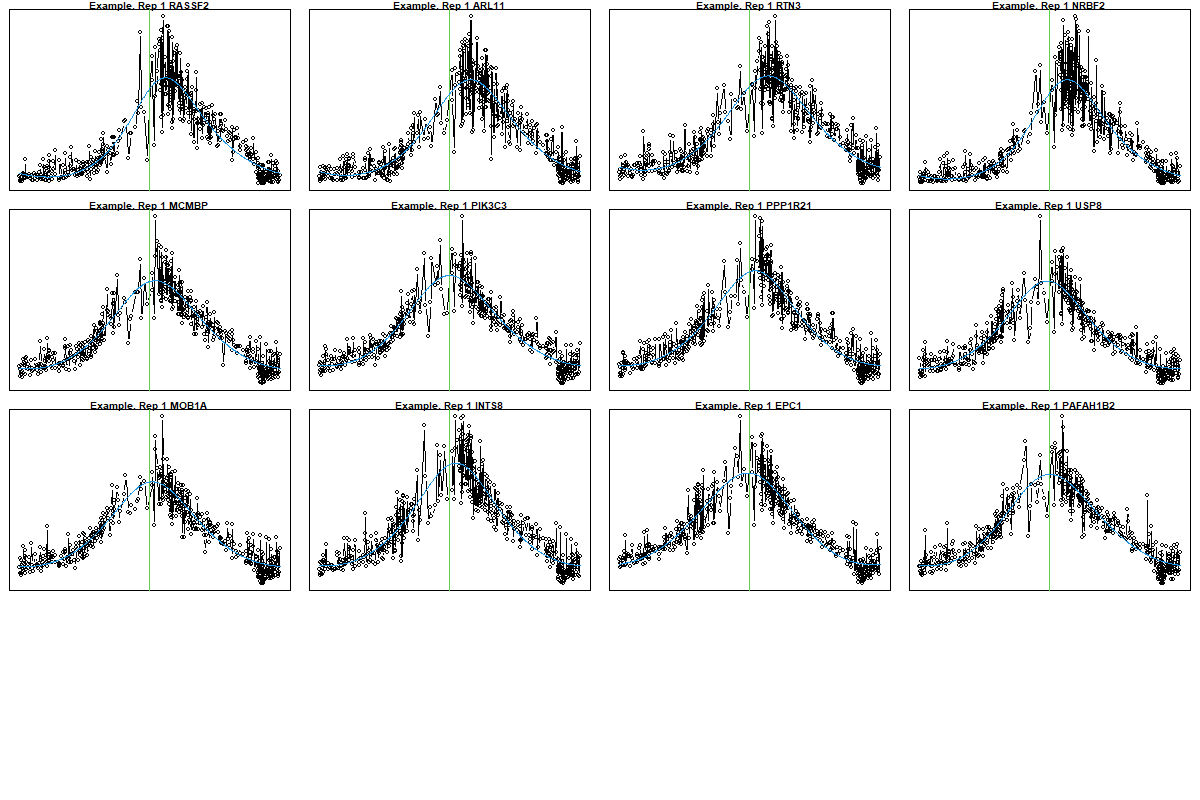 Example. Rep 1 RASSF2
Example. Rep 1 ARL11
Example. Rep 1 RTN3
Example. Rep 1 NRBF2
Example. Rep 1 MCMBP
Example. Rep 1 PIK3C3
Example. Rep 1 PPP1R21
Example. Rep 1 USP8
Example. Rep 1 MOB1A
Example. Rep 1 INTS8
Example. Rep 1 EPC1
Example. Rep 1 PAFAH1B2